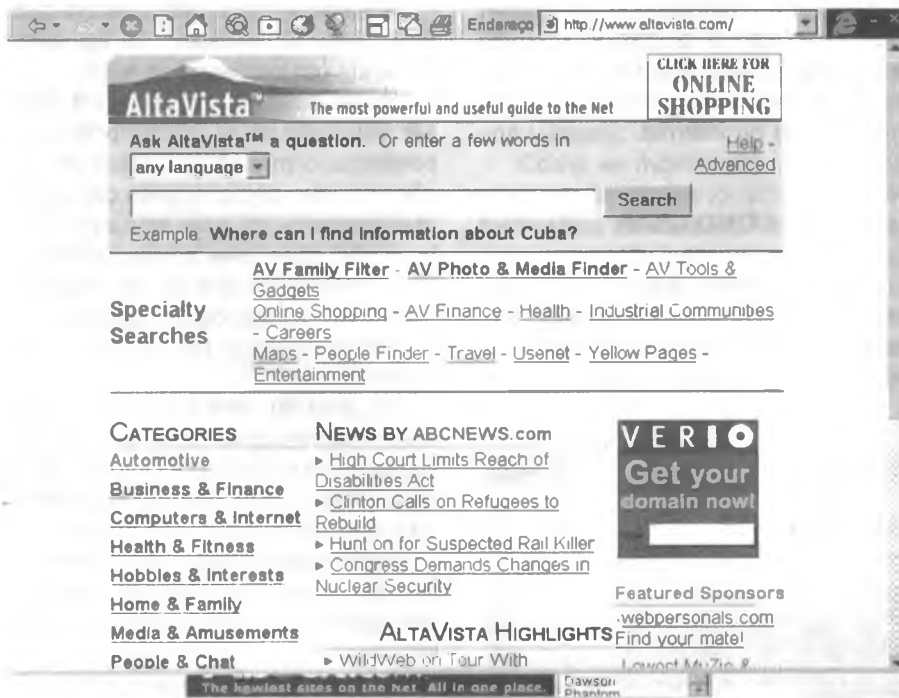 Endereço http://www.altavista.com/
CLICK HERE FOR
ONLINE
SHOPPING
AltaVista™ The most powerful and useful guide to the Net
Ask AltaVista™ a question. Or enter a few words in
Help -
any language
Advanced
Search
Example. Where can I find Information about Cuba?
Specialty
Searches
AV Family Filter - AV Photo & Media Finder - AV Tools &
Gadgets
Online Shopping - AV Finance - Health - Industrial Communities
- Careers
Maps - People Finder - Travel - Usenet - Yellow Pages -
Entertainment
CATEGORIES
Automotive
Business & Finance
Computers & Internet
Health & Fitness
Hobbies & Interests
Home & Family
Media & Amusements
People & Chat
NEWS BY ABCNEWS.com
High Court Limits Reach of
Disabilities Act
Clinton Calls on Refugees to
Rebuild
Hunt on for Suspected Rail Killer
Congress Demands Changes in
Nuclear Security
ALTAVISTA HIGHLIGHTS
WildWeb on Tour With
VERIO
Get your
domain now!
Featured Sponsors
webpersonals.com
Find your mate!
Lowest
The newlest sites on the Net. All in one place.
Dawson
Phantom